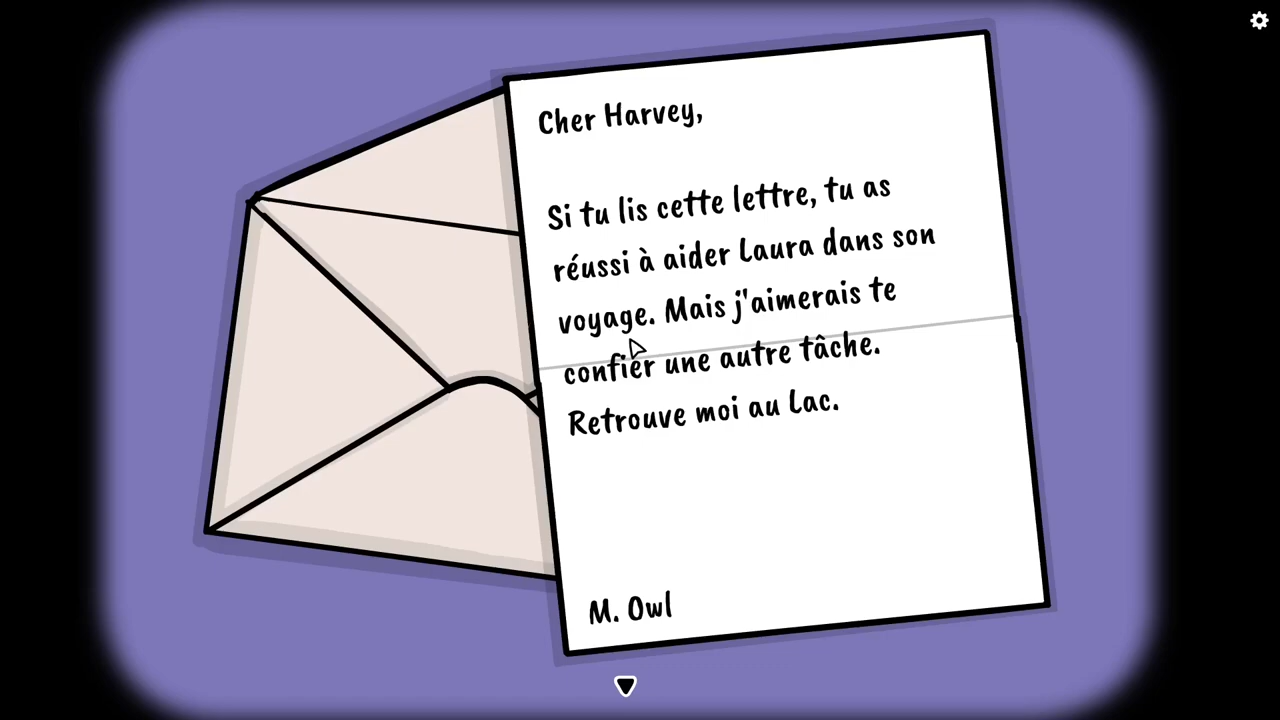 Cher Harvey,
Si tu lis cette lettre, tu as
réussi à aider Laura dans son
voyage. Mais j'aimerais te
confier une autre tâche.
Retrouve moi au Lac.
M. Owl